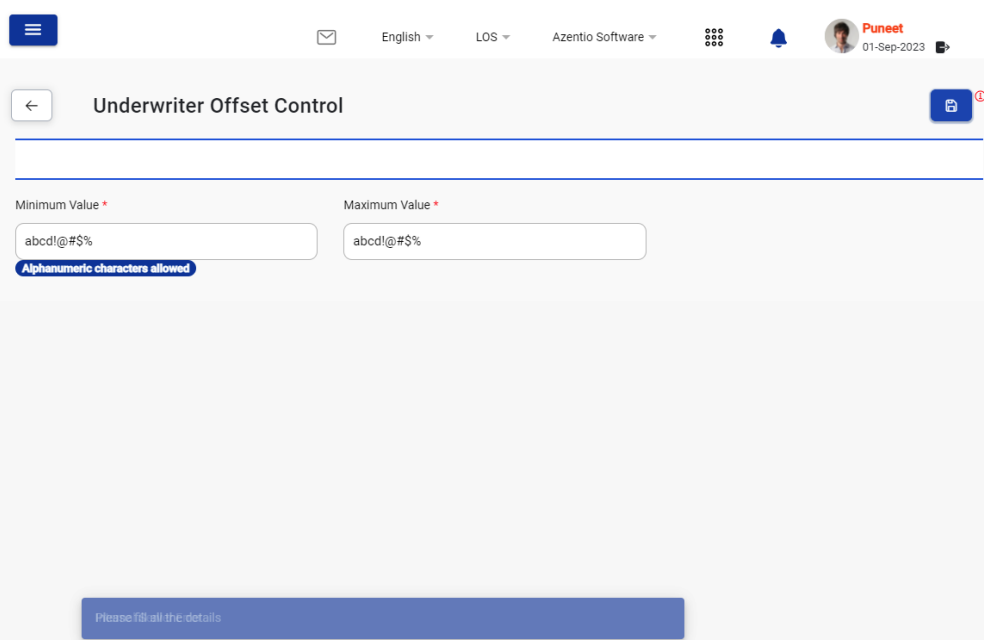 English
LOS
Azentio Software
Puneet
01-Sep-2023
Underwriter Offset Control
Minimum Value *
Maximum Value *
abcd!@#$%
abcd!@#$%
Alphanumeric characters allowed
Please fill all the details